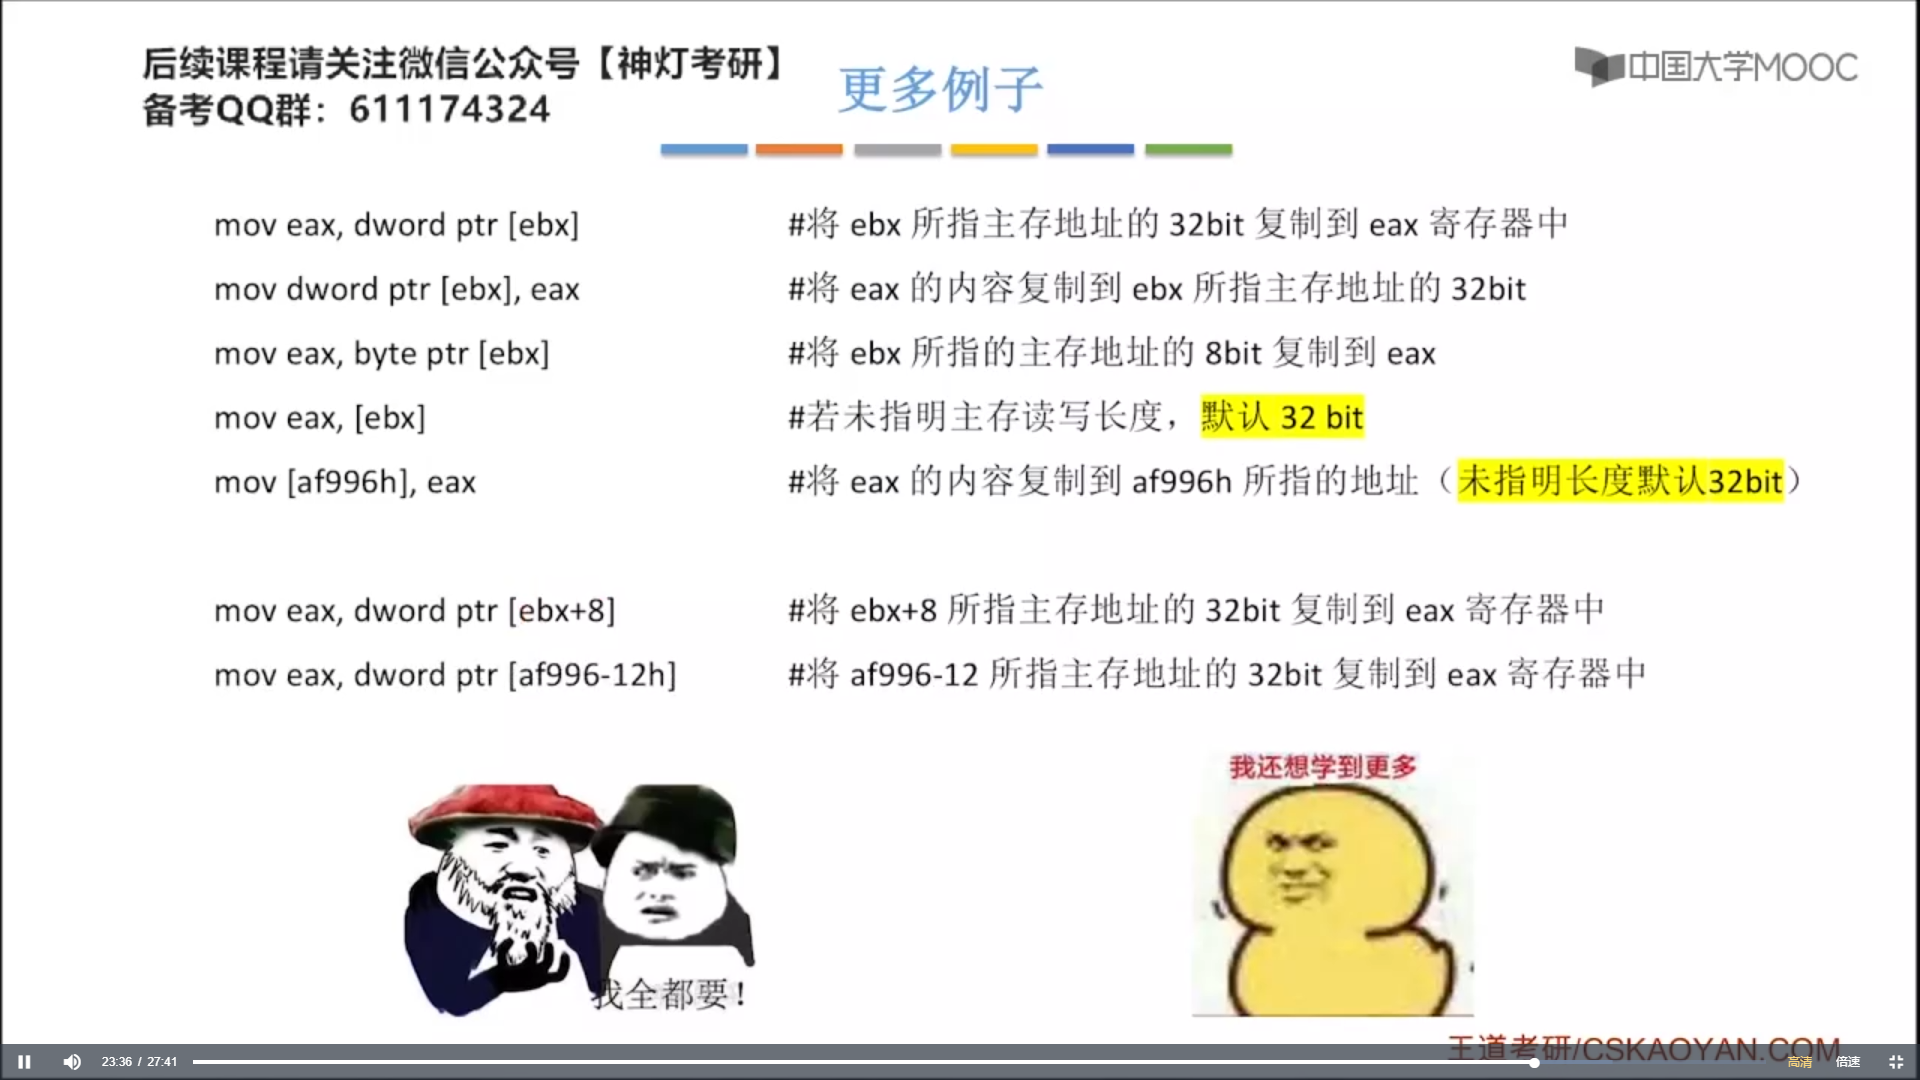 后续课程请关注微信公众号【神灯考研】
备考QQ群：611174324
更多例子
中国大学MOOC
mov eax, dword ptr [ebx] #将 ebx 所指主存地址的 32bit 复制到 eax 寄存器中
mov dword ptr [ebx], eax #将 eax 的内容复制到 ebx 所指主存地址的 32bit
mov eax, byte ptr [ebx] #将 ebx 所指的主存地址的 8bit 复制到 eax
mov eax, [ebx] #若未指明主存读写长度，默认 32 bit
mov [af996h], eax #将 eax 的内容复制到 af996h 所指的地址（未指明长度默认32bit）
mov eax, dword ptr [ebx+8] #将 ebx+8 所指主存地址的 32bit 复制到 eax 寄存器中
mov eax, dword ptr [af996-12h] #将 af996-12 所指主存地址的 32bit 复制到 eax 寄存器中
我还想学到更多
我全都要！
王道考研/CSKAOYAN.COM
23:36 / 27:41
高清
倍速